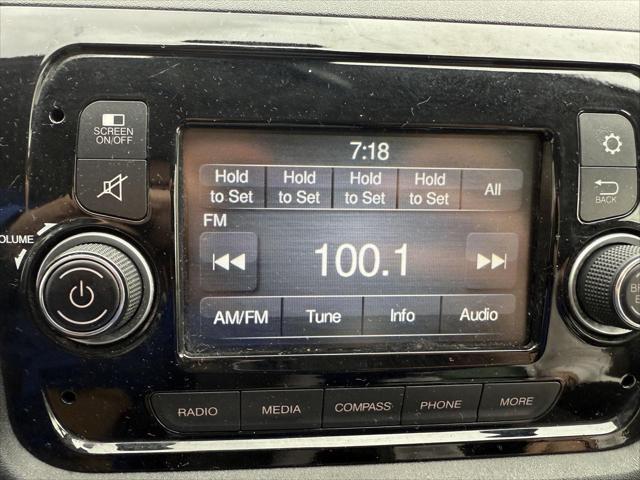 SCREEN
ON/OFF
7:18
Hold Hold Hold Hold
to Set to Set to Set to Set All
FM
BACK
VOLUME
100.1
AM/FM Tune Info Audio
RADIO MEDIA COMPASS PHONE MORE